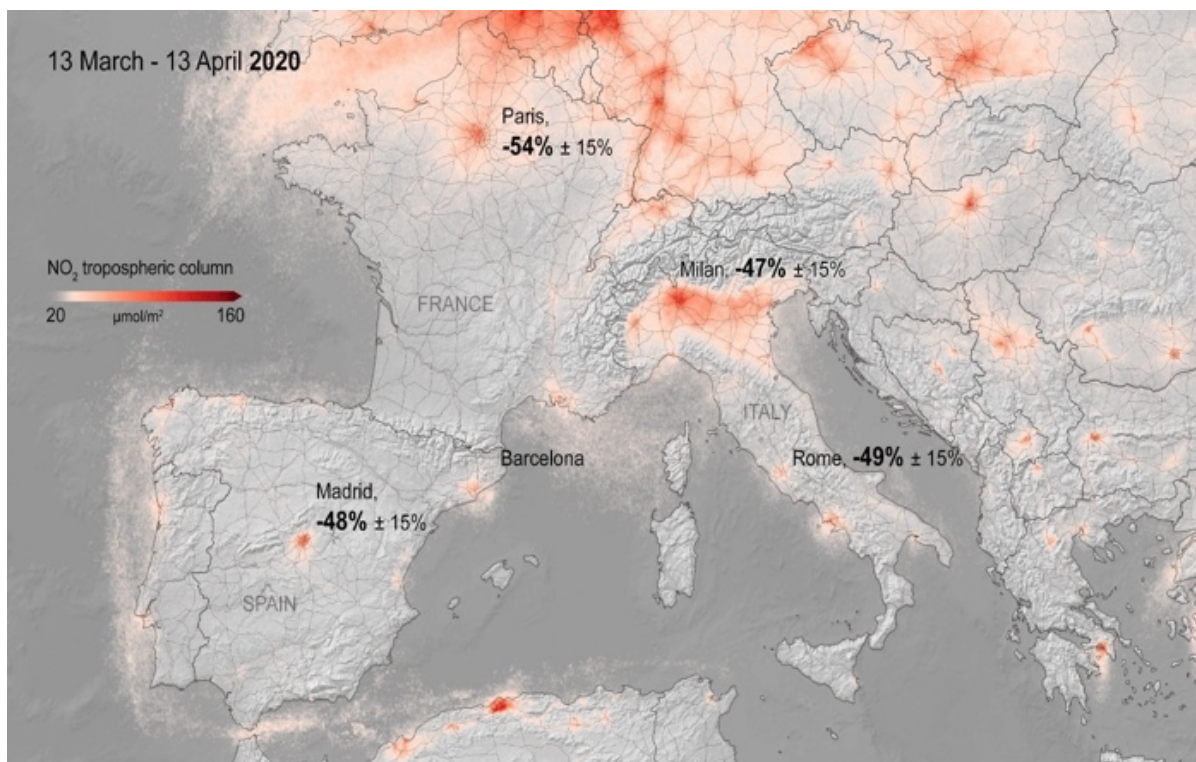 13 March - 13 April 2020
Paris,
-54% ± 15%
NO₂ tropospheric column
20 µmol/m² 160
Milan, -47% ± 15%
FRANCE
ITALY
Barcelona
Rome, -49% ± 15%
Madrid,
-48% ± 15%
SPAIN